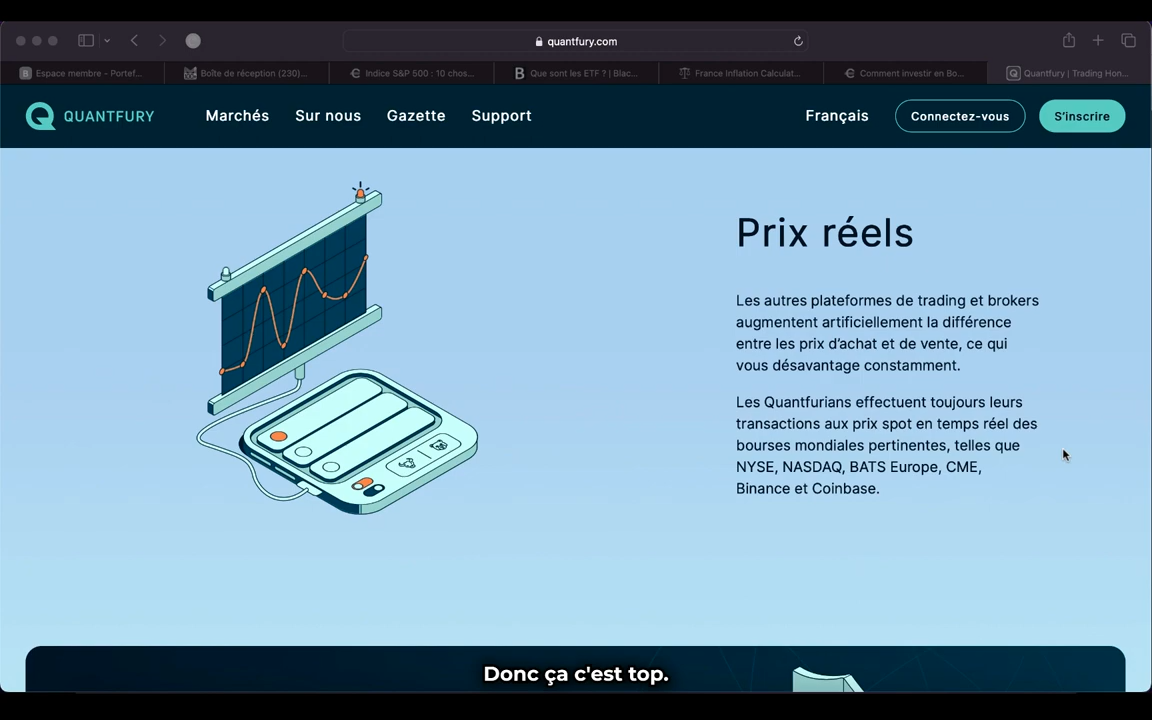 quantfury.com
Espace membre - Portef...
Boîte de réception (230)...
Indice S&P 500 : 10 chos...
Que sont les ETF ? | Blac...
France Inflation Calculat...
Comment investir en Bo...
Quantfury | Trading Hon...
QUANTFURY
Marchés
Sur nous
Gazette
Support
Français
Connectez-vous
S'inscrire
Prix réels
Les autres plateformes de trading et brokers
augmentent artificiellement la différence
entre les prix d'achat et de vente, ce qui
vous désavantage constamment.
Les Quantfurians effectuent toujours leurs
transactions aux prix spot en temps réel des
bourses mondiales pertinentes, telles que
NYSE, NASDAQ, BATS Europe, CME,
Binance et Coinbase.
Donc ça c'est top.